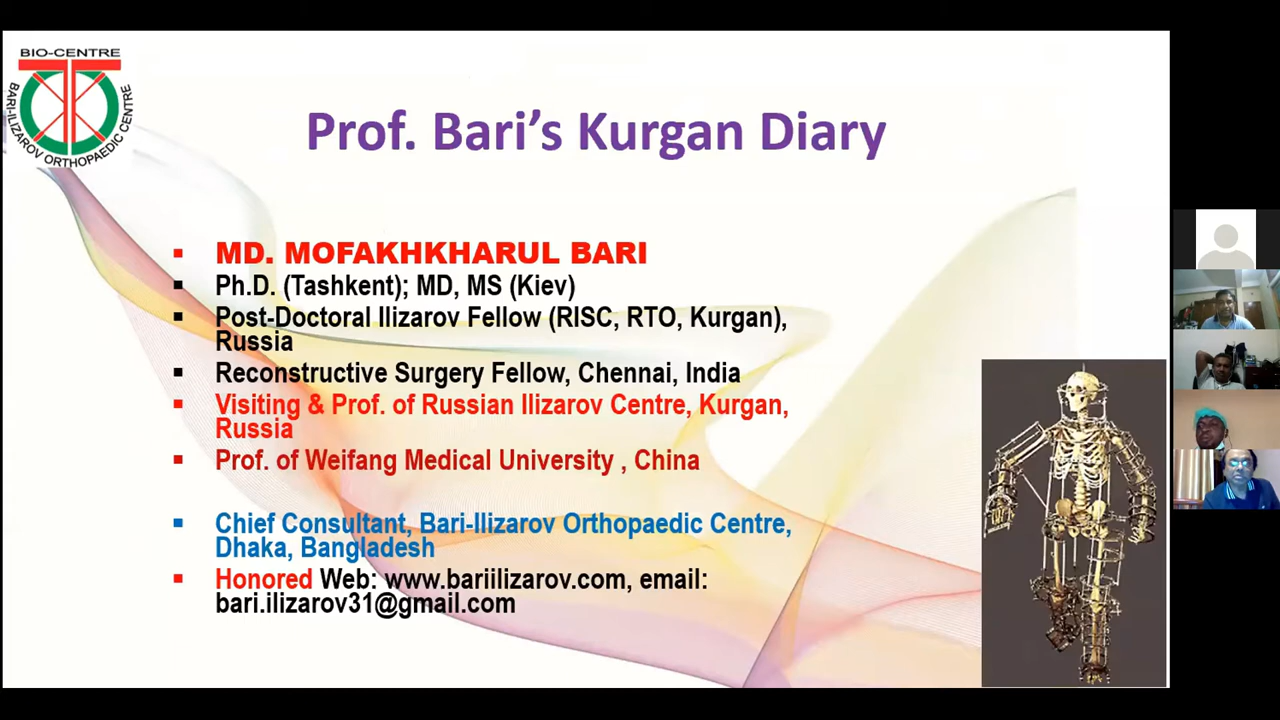 BIO-CENTRE
BARI-ILIZAROV ORTHOPAEDIC CENTRE
Prof. Bari’s Kurgan Diary
▪ MD. MOFAKHKHARUL BARI
▪ Ph.D. (Tashkent); MD, MS (Kiev)
▪ Post-Doctoral Ilizarov Fellow (RISC, RTO, Kurgan),
Russia
▪ Reconstructive Surgery Fellow, Chennai, India
▪ Visiting & Prof. of Russian Ilizarov Centre, Kurgan,
Russia
▪ Prof. of Weifang Medical University , China
▪ Chief Consultant, Bari-Ilizarov Orthopaedic Centre,
Dhaka, Bangladesh
▪ Honored Web: www.bariilizarov.com, email:
bari.ilizarov31@gmail.com